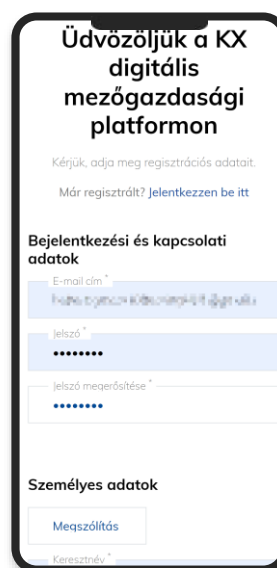 Üdvözöljük a KX
digitális
mezőgazdasági
platformon
Kérjük, adja meg regisztrációs adatait.
Már regisztrált? Jelentkezzen be itt
Bejelentkezési és kapcsolati
adatok
E-mail cím *
Jelszó *
••••••••
Jelszó megerősítése *
••••••••
Személyes adatok
Megszólítás
Keresztnév *